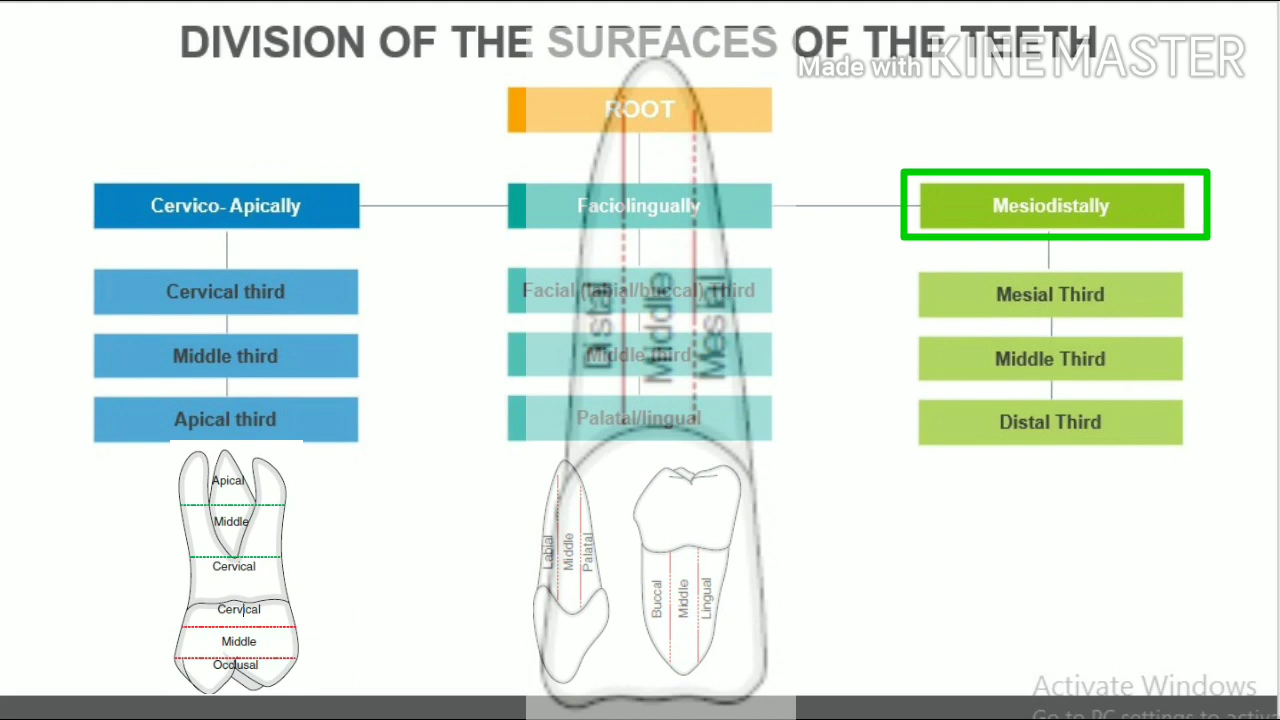 DIVISION OF THE SURFACES OF THE TEETH
Made with KINEMASTER
ROOT
Cervico- Apically
Faciolingually
Mesiodistally
Cervical third
Facial (labial/buccal) Third
Mesial Third
Middle third
Middle third
Middle Third
Apical third
Palatal/lingual
Distal Third
Distal
Middle
Mesial
Apical
Middle
Cervical
Cervical
Middle
Occlusal
Labial
Middle
Palatal
Buccal
Middle
Lingual
Activate Windows
Go to PC settings to activ